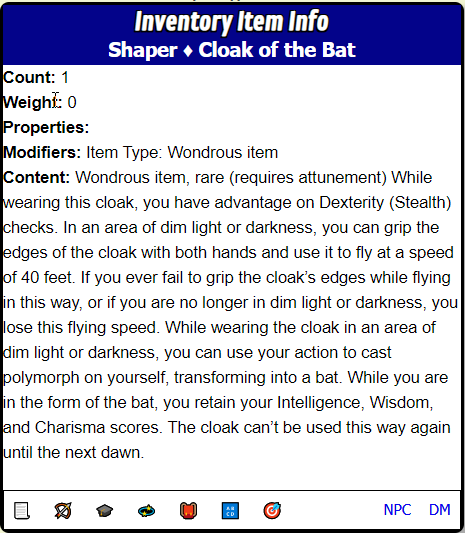 Inventory Item Info
Shaper ♦ Cloak of the Bat
Count: 1
Weight: 0
Properties:
Modifiers: Item Type: Wondrous item
Content: Wondrous item, rare (requires attunement) While
wearing this cloak, you have advantage on Dexterity (Stealth)
checks. In an area of dim light or darkness, you can grip the
edges of the cloak with both hands and use it to fly at a speed
of 40 feet. If you ever fail to grip the cloak’s edges while flying
in this way, or if you are no longer in dim light or darkness, you
lose this flying speed. While wearing the cloak in an area of
dim light or darkness, you can use your action to cast
polymorph on yourself, transforming into a bat. While you are
in the form of the bat, you retain your Intelligence, Wisdom,
and Charisma scores. The cloak can’t be used this way again
until the next dawn.
AB
CD
NPC DM